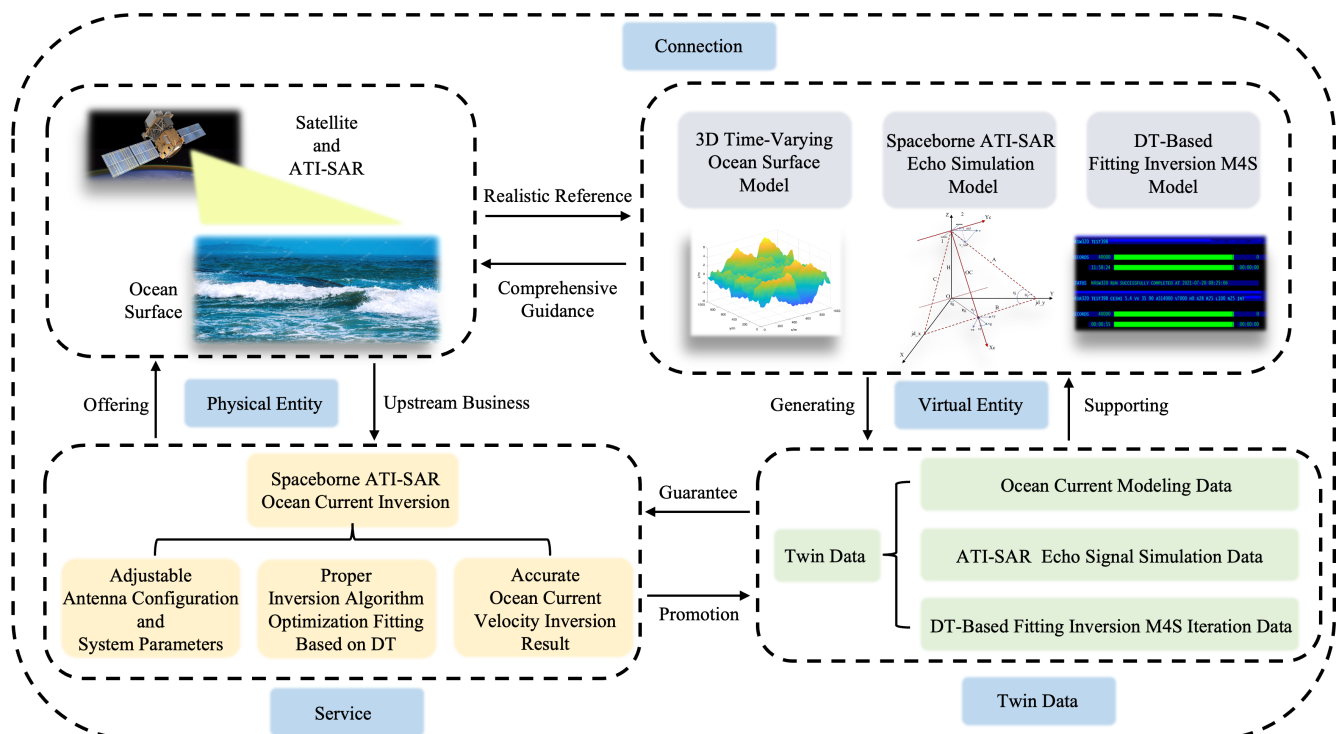 Connection
Satellite
and
ATI-SAR
Ocean
Surface
Realistic Reference
Comprehensive
Guidance
3D Time-Varying
Ocean Surface
Model
Spaceborne ATI-SAR
Echo Simulation
Model
DT-Based
Fitting Inversion M4S
Model
Offering
Physical Entity
Upstream Business
Generating
Virtual Entity
Supporting
Spaceborne ATI-SAR
Ocean Current Inversion
Adjustable
Antenna Configuration
and
System Parameters
Proper
Inversion Algorithm
Optimization Fitting
Based on DT
Accurate
Ocean Current
Velocity Inversion
Result
Guarantee
Promotion
Twin Data
Ocean Current Modeling Data
ATI-SAR Echo Signal Simulation Data
DT-Based Fitting Inversion M4S Iteration Data
Service
Twin Data